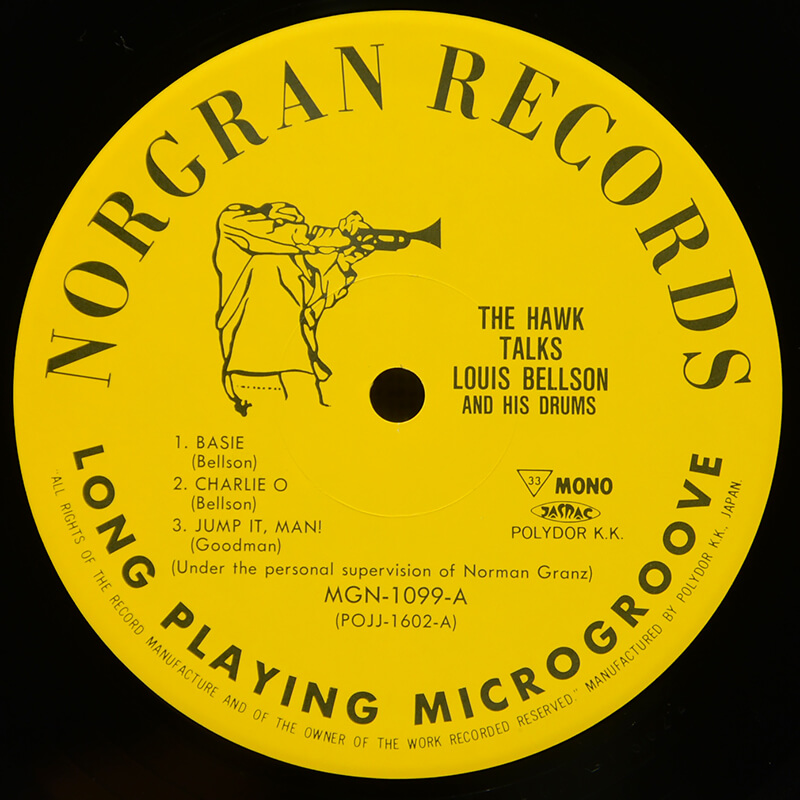 NORGRAN RECORDS
THE HAWK
TALKS
LOUIS BELLSON
AND HIS DRUMS
1. BASIE
(Bellson)
2. CHARLIE O
(Bellson)
3. JUMP IT, MAN!
(Goodman)
33 MONO
JASRAC
POLYDOR K.K.
(Under the personal supervision of Norman Granz)
MGN-1099-A
(POJJ-1602-A)
LONG PLAYING MICROGROOVE
"ALL RIGHTS OF THE RECORD MANUFACTURE AND OF THE OWNER OF THE WORK RECORDED RESERVED." MANUFACTURED BY POLYDOR K.K., JAPAN.